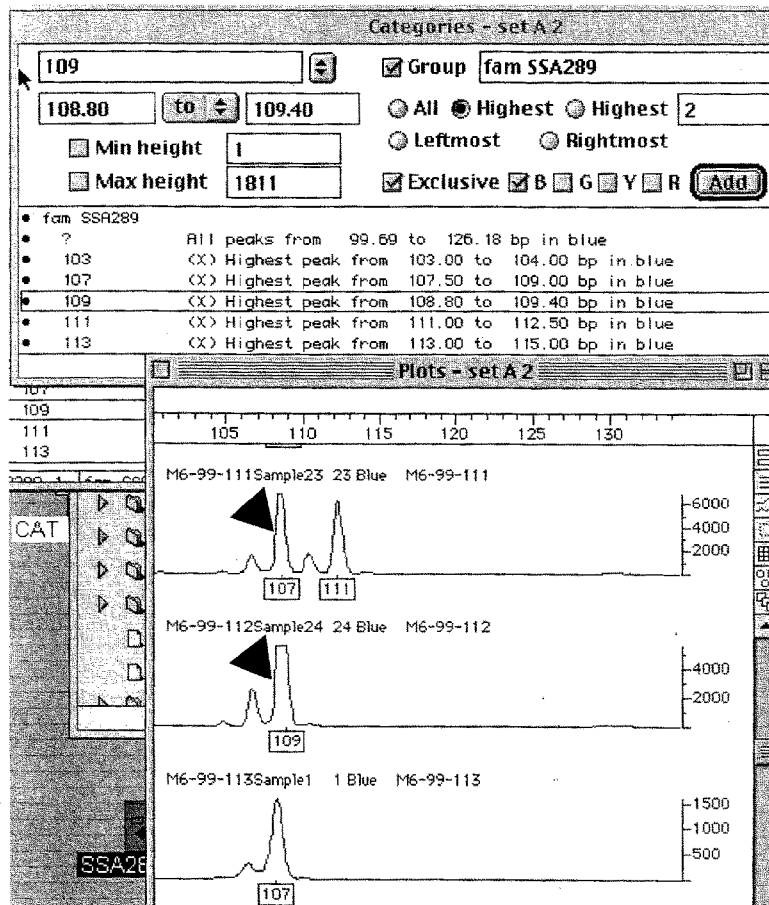 Categories - set A 2
109 Group fam SSA289
108.80 to 109.40 All Highest Highest 2
Leftmost Rightmost
Min height 1
Max height 1811 Exclusive B G Y R Add
fam SSA289
? All peaks from 99.69 to 126.18 bp in blue
103 (X) Highest peak from 103.00 to 104.00 bp in blue
107 (X) Highest peak from 107.50 to 109.00 bp in blue
109 (X) Highest peak from 108.80 to 109.40 bp in blue
111 (X) Highest peak from 111.00 to 112.50 bp in blue
113 (X) Highest peak from 113.00 to 115.00 bp in blue
Plots - set A 2
107
109
111
113
105 110 115 120 125 130
M6-99-111Sample23 23 Blue M6-99-111
6000
4000
2000
107 111
CAT
M6-99-112Sample24 24 Blue M6-99-112
4000
2000
109
M6-99-113Sample1 1 Blue M6-99-113
1500
1000
500
107
SSA28